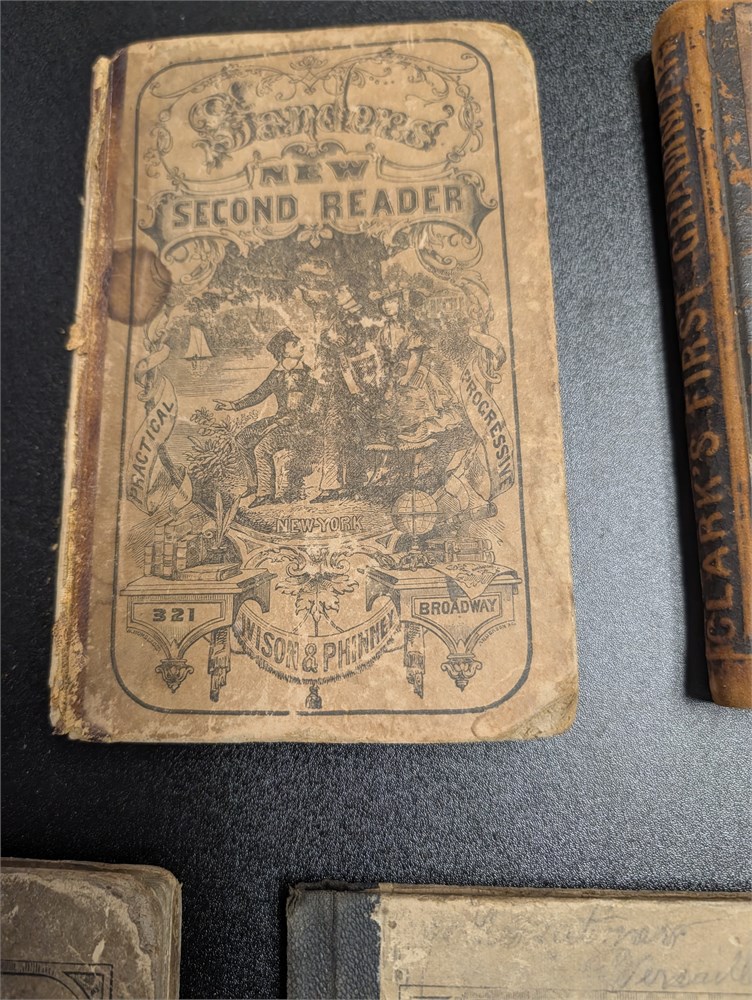 Sanders
NEW
SECOND READER
PRACTICAL
PROGRESSIVE
NEW-YORK
321
BROADWAY
IVISON & PHINNEY
CLARK'S FIRST GRAMMAR